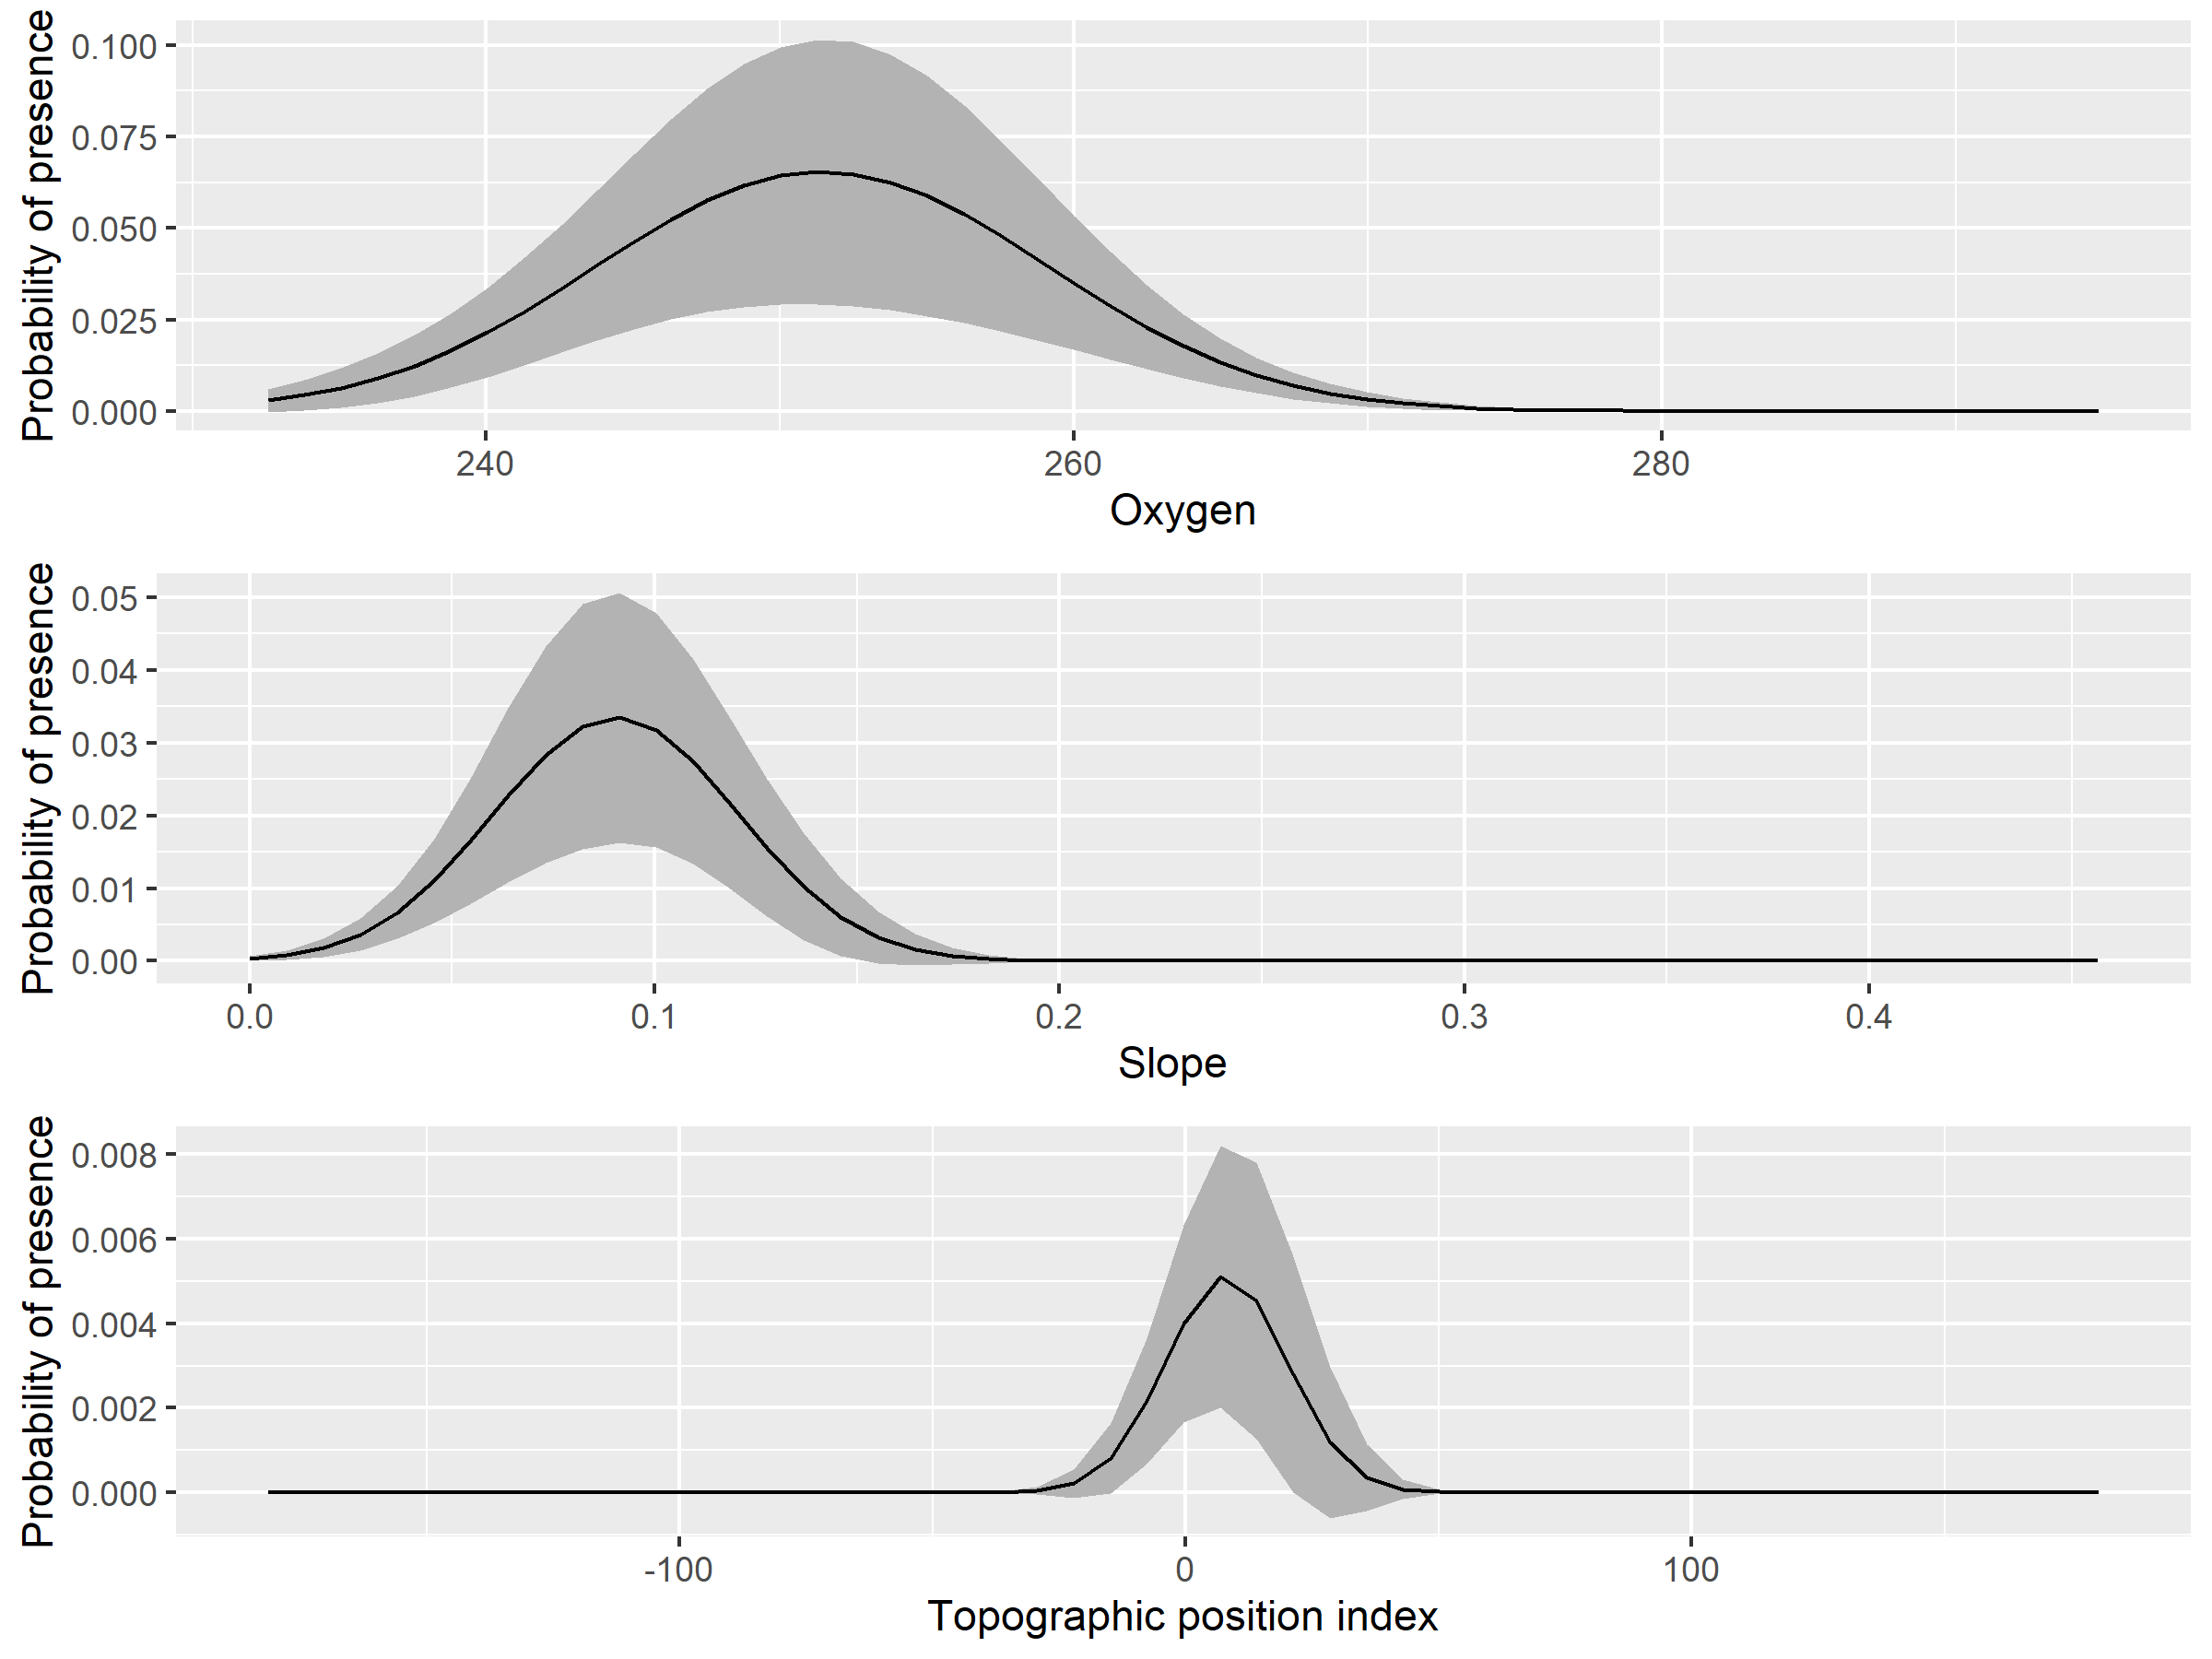 Probability of presence
0.100
0.075
0.050
0.025
0.000
240 260 280
Oxygen
Probability of presence
0.05
0.04
0.03
0.02
0.01
0.00
0.0 0.1 0.2 0.3 0.4
Slope
Probability of presence
0.008
0.006
0.004
0.002
0.000
-100 0 100
Topographic position index